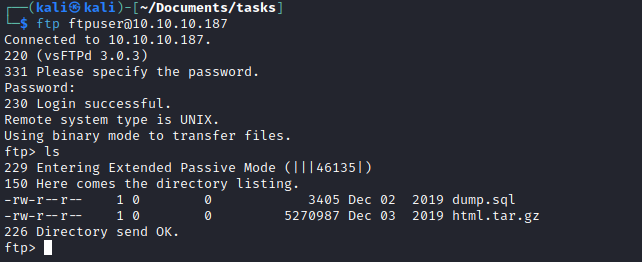 ┌──(kali㉿kali)-[~/Documents/tasks]
└─$ ftp ftpuser@10.10.10.187
Connected to 10.10.10.187.
220 (vsFTPd 3.0.3)
331 Please specify the password.
Password:
230 Login successful.
Remote system type is UNIX.
Using binary mode to transfer files.
ftp> ls
229 Entering Extended Passive Mode (|||46135|)
150 Here comes the directory listing.
-rw-r--r--    1 0        0            3405 Dec 02  2019 dump.sql
-rw-r--r--    1 0        0         5270987 Dec 03  2019 html.tar.gz
226 Directory send OK.
ftp>